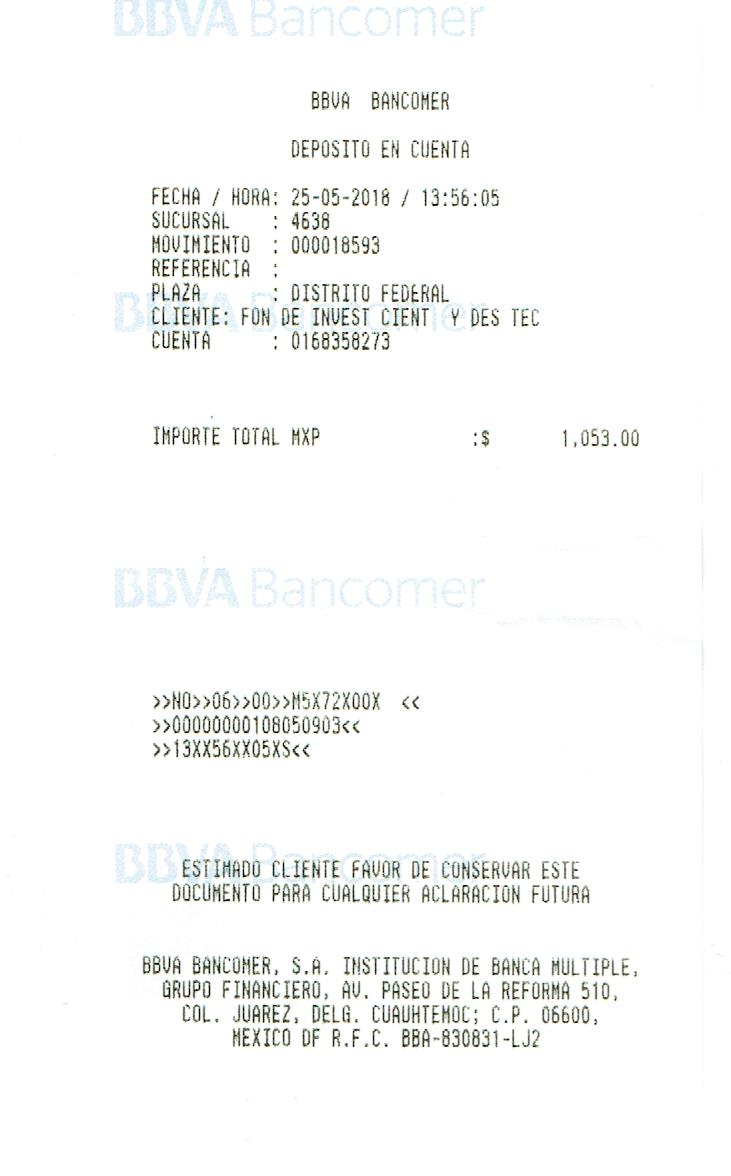 BBVA Bancomer
BBVA BANCOMER
DEPOSITO EN CUENTA
FECHA / HORA: 25-05-2018 / 13:56:05
SUCURSAL : 4638
MOVIMIENTO : 000018593
REFERENCIA :
PLAZA : DISTRITO FEDERAL
BBVA Bancomer
CLIENTE: FON DE INVEST CIENT Y DES TEC
CUENTA : 0168358273
IMPORTE TOTAL MXP :$ 1,053.00
BBVA Bancomer
>>NO>>06>>00>>M5X72X00X <<
>>00000000108050903<<
>>13XX56XX05XS<<
BBVA Bancomer
ESTIMADO CLIENTE FAVOR DE CONSERVAR ESTE
DOCUMENTO PARA CUALQUIER ACLARACION FUTURA
BBVA BANCOMER, S.A. INSTITUCION DE BANCA MULTIPLE,
GRUPO FINANCIERO, AV. PASEO DE LA REFORMA 510,
COL. JUAREZ, DELG. CUAUHTEMOC; C.P. 06600,
MEXICO DF R.F.C. BBA-830831-LJ2